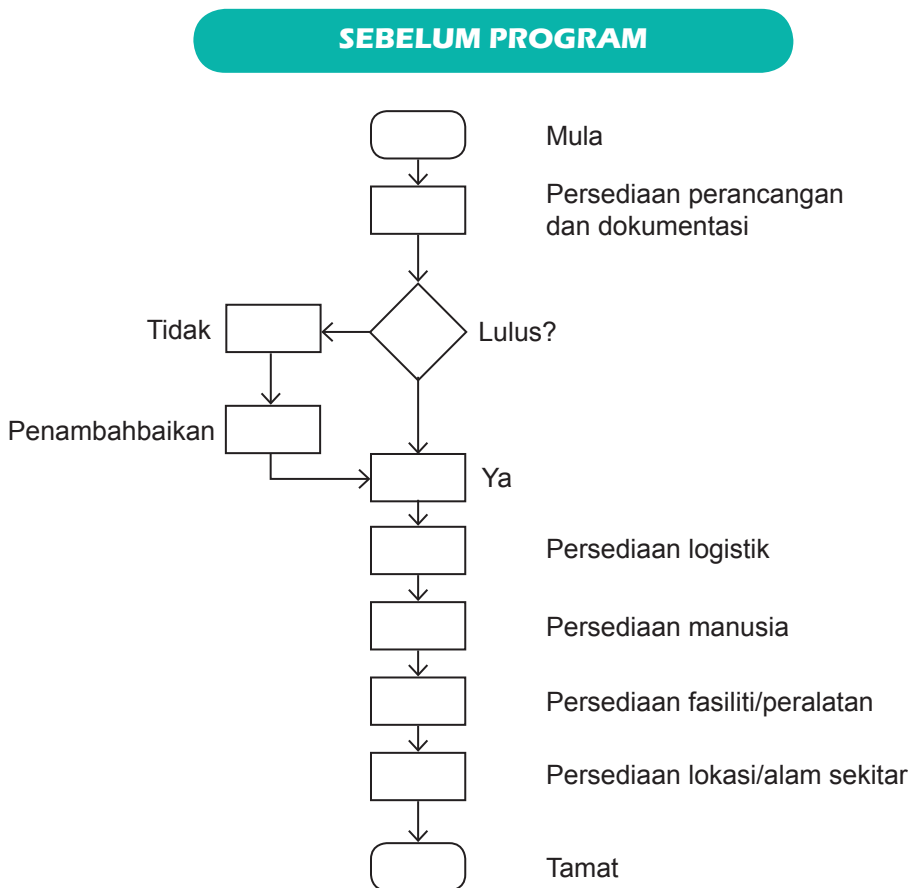 SEBELUM PROGRAM
Mula
Persediaan perancangan
dan dokumentasi
Tidak
Lulus?
Penambahbaikan
Ya
Persediaan logistik
Persediaan manusia
Persediaan fasiliti/peralatan
Persediaan lokasi/alam sekitar
Tamat